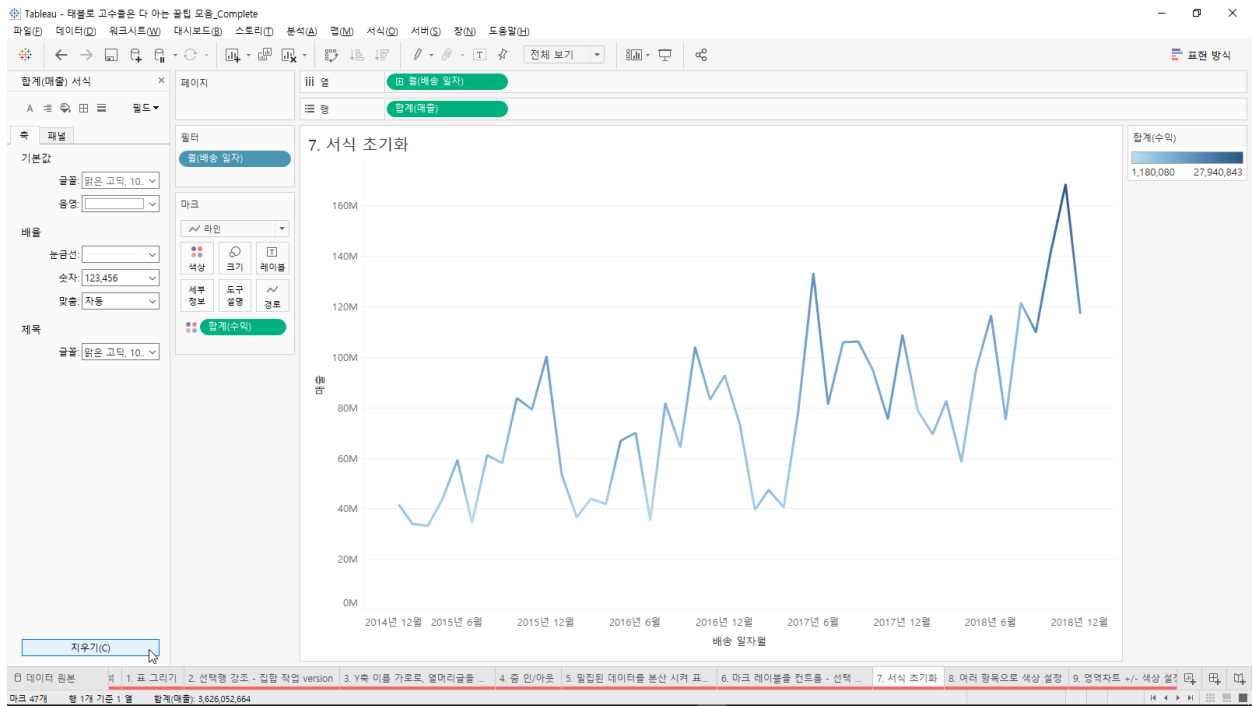 Tableau - 태블로 고수들은 다 아는 꿀팁 모음_Complete
파일(F) 데이터(D) 워크시트(W) 대시보드(B) 스토리(T) 분석(A) 맵(M) 서식(O) 서버(S) 창(N) 도움말(H)
전체 보기 표현 방식
합계(매출) 서식
필드
축 패널
기본값
글꼴: 맑은 고딕, 10..
음영:
배율
눈금선:
숫자: 123,456
맞춤: 자동
제목
글꼴: 맑은 고딕, 10..
지우기(C)
페이지
필터
월(배송 일자)
마크
라인
색상 크기 레이블
세부 정보 도구 설명 경로
합계(수익)
열 월(배송 일자)
행 합계(매출)
7. 서식 초기화
160M
140M
120M
100M
80M
60M
40M
20M
0M
매출
2014년 12월 2015년 6월 2015년 12월 2016년 6월 2016년 12월 2017년 6월 2017년 12월 2018년 6월 2018년 12월
배송 일자월
합계(수익)
1,180,080 27,940,843
데이터 원본 1. 표 그리기 2. 선택행 강조 - 집합 작업 version 3. Y축 이름 가로로, 열머리글을 ... 4. 줌 인/아웃 5. 밀집된 데이터를 분산 시켜 표... 6. 마크 레이블을 컨트롤 - 선택 ... 7. 서식 초기화 8. 여러 항목으로 색상 설정 9. 영역차트 +/- 색상 설정
마크 47개 행 1개 기준 1 열 합계(매출): 3,626,052,664